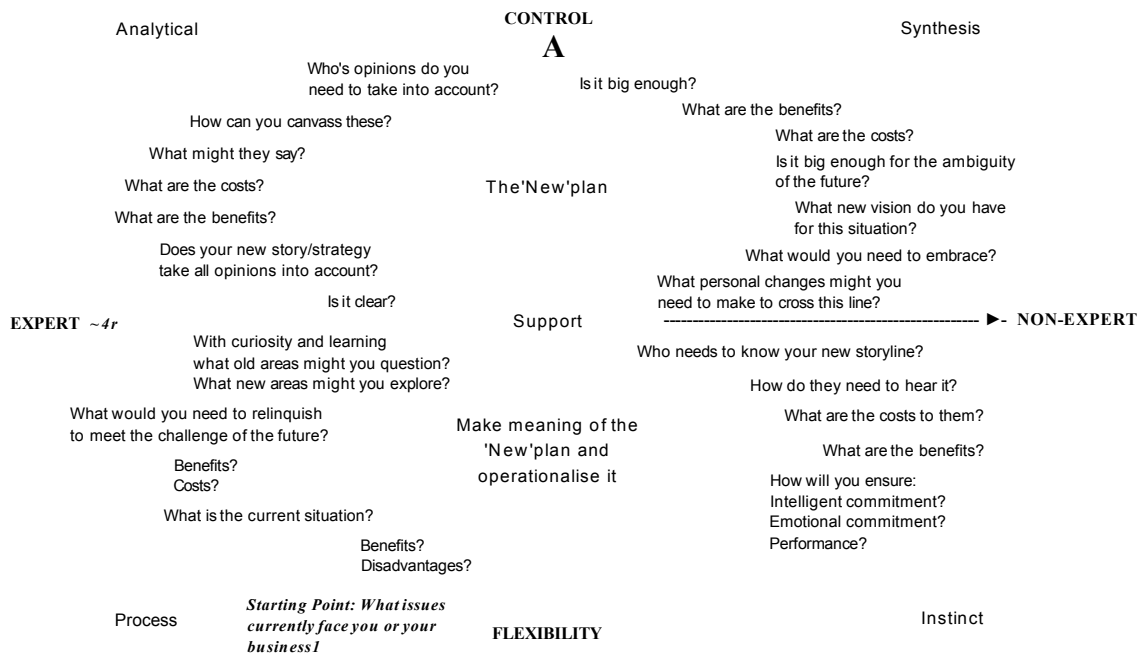 CONTROL
Analytical
A
Synthesis
Who's opinions do you
need to take into account?
Is it big enough?
What are the benefits?
How can you canvass these?
What are the costs?
What might they say?
Is it big enough for the ambiguity
of the future?
What are the costs?
The'New'plan
What new vision do you have
for this situation?
What are the benefits?
Does your new story/strategy
take all opinions into account?
What would you need to embrace?
What personal changes might you
need to make to cross this line?
Is it clear?
EXPERT ~4r
Support
------------------------------------------------------- ►- NON-EXPERT
With curiosity and learning
what old areas might you question?
What new areas might you explore?
Who needs to know your new storyline?
How do they need to hear it?
What would you need to relinquish
to meet the challenge of the future?
Make meaning of the
'New'plan and
operationalise it
What are the costs to them?
What are the benefits?
Benefits?
Costs?
How will you ensure:
Intelligent commitment?
Emotional commitment?
Performance?
What is the current situation?
Benefits?
Disadvantages?
Process
Starting Point: What issues
currently face you or your
business1
FLEXIBILITY
Instinct